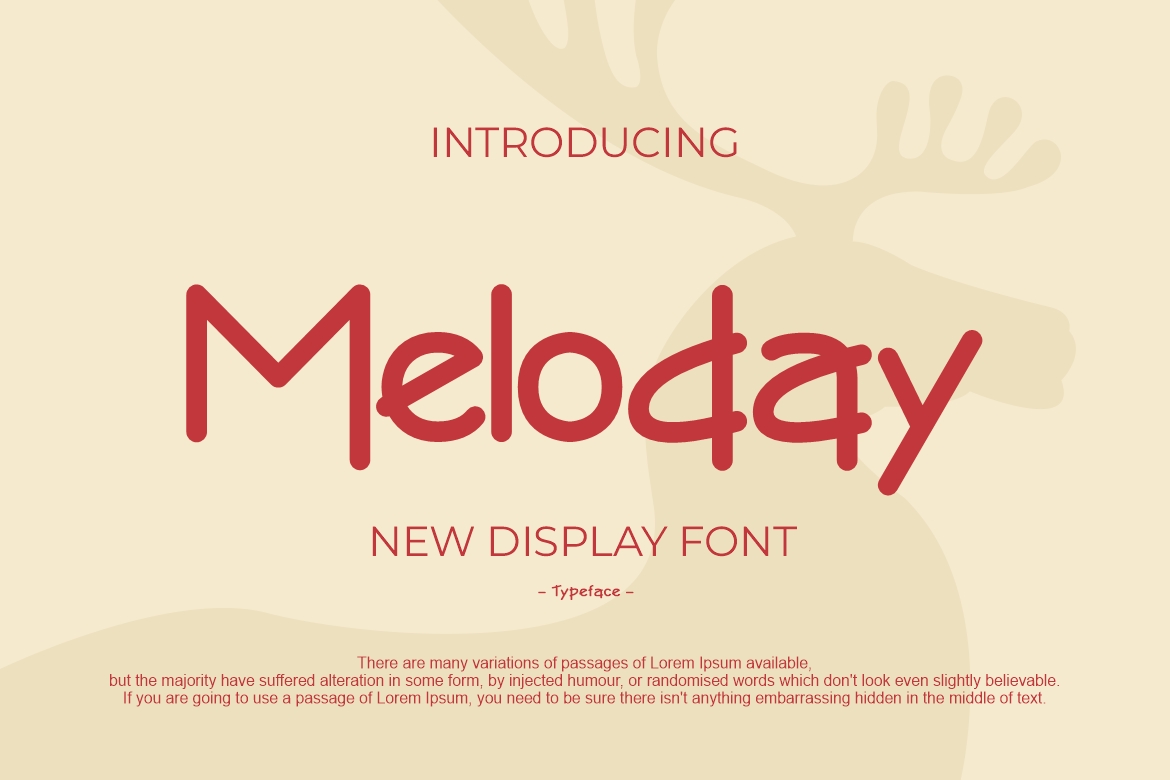 INTRODUCING
Meloday
NEW DISPLAY FONT
– Typeface –
There are many variations of passages of Lorem Ipsum available,
but the majority have suffered alteration in some form, by injected humour, or randomised words which don't look even slightly believable.
If you are going to use a passage of Lorem Ipsum, you need to be sure there isn't anything embarrassing hidden in the middle of text.